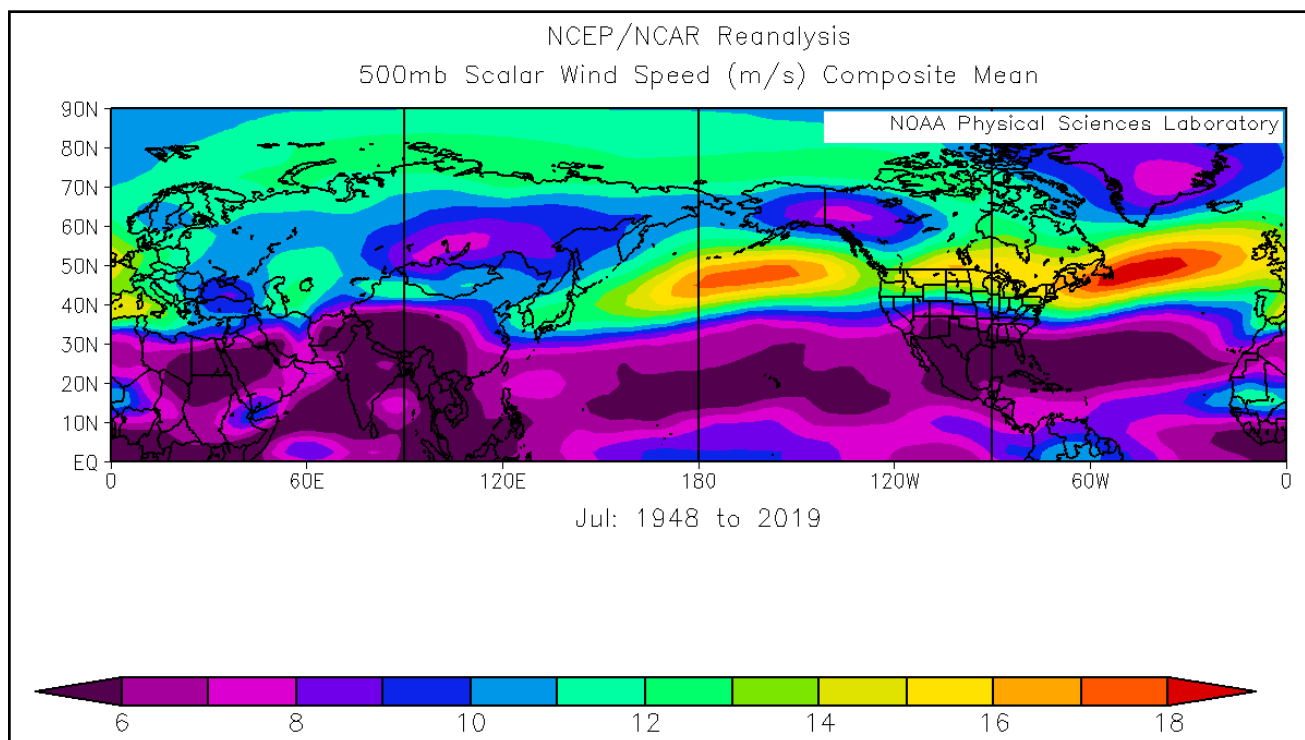 NCEP/NCAR Reanalysis
500mb Scalar Wind Speed (m/s) Composite Mean
NOAA Physical Sciences Laboratory
90N
80N
70N
60N
50N
40N
30N
20N
10N
EQ
0 60E 120E 180 120W 60W 0
Jul: 1948 to 2019
6 8 10 12 14 16 18